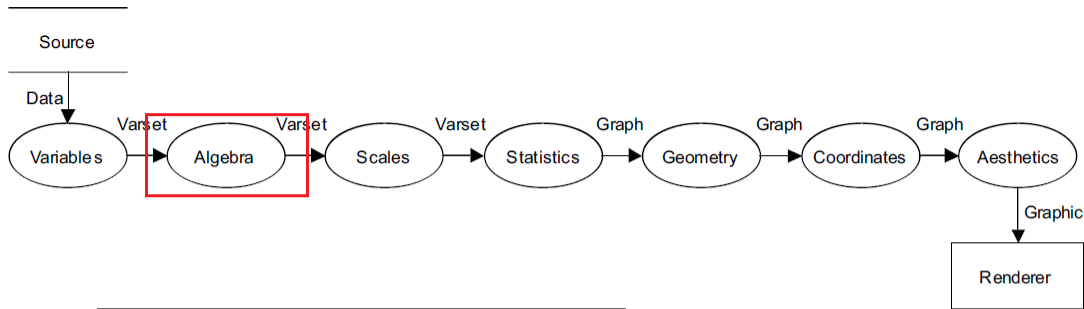 Source
Data
Varset
Varset
Varset
Graph
Graph
Graph
Variables
Algebra
Scales
Statistics
Geometry
Coordinates
Aesthetics
Graphic
Renderer